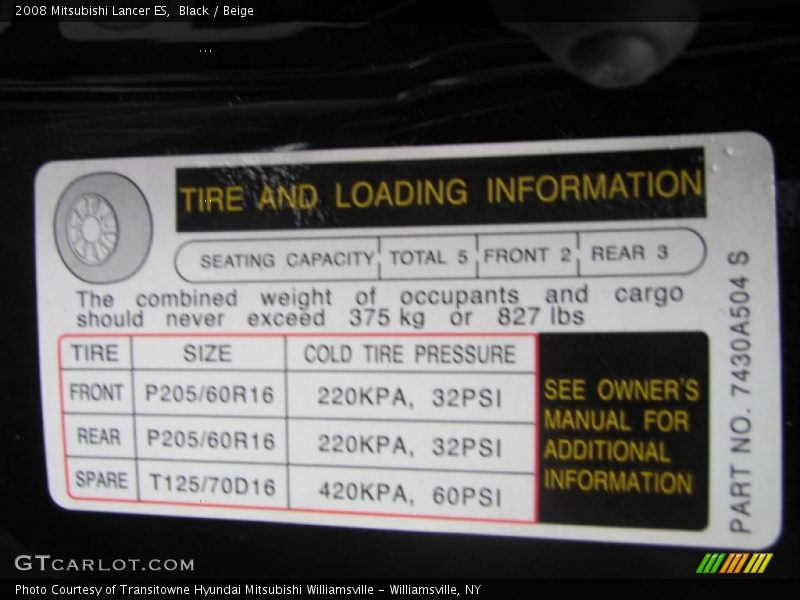 2008 Mitsubishi Lancer ES, Black / Beige
TIRE AND LOADING INFORMATION
SEATING CAPACITY TOTAL 5 FRONT 2 REAR 3
The combined weight of occupants and cargo
should never exceed 375 kg or 827 lbs
TIRE SIZE COLD TIRE PRESSURE
FRONT P205/60R16 220KPA, 32PSI
REAR P205/60R16 220KPA, 32PSI
SPARE T125/70D16 420KPA, 60PSI
SEE OWNER'S
MANUAL FOR
ADDITIONAL
INFORMATION
PART NO. 7430A504 S
GTCARLOT.COM
Photo Courtesy of Transitowne Hyundai Mitsubishi Williamsville - Williamsville, NY